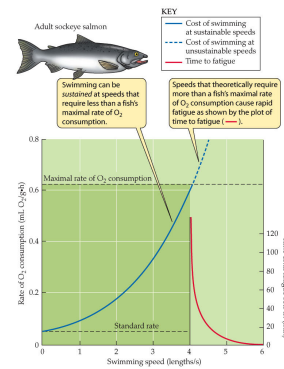 KEY
Adult sockeye salmon
Cost of swimming
at sustainable speeds
Cost of swimming at
unsustainable speeds
Time to fatigue
Swimming can be
sustained at speeds that
require less than a fish's
maximal rate of O2
consumption.
Speeds that theoretically require
more than a fish's maximal rate
of O2 consumption cause rapid
fatigue as shown by the plot of
time to fatigue ( — ).
0.8
Maximal rate of O2 consumption
0.6
0.4
0.2
0
Rate of O2 consumption (mL O2/g•h)
Standard rate
120
100
80
60
40
20
0
0 1 2 3 4 5 6
Swimming speed (lengths/s)